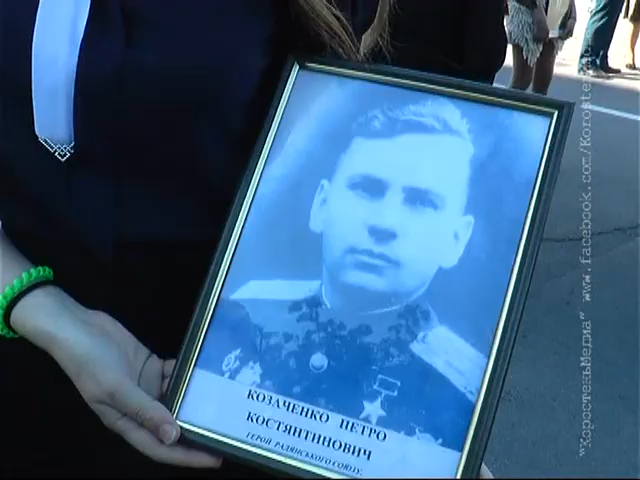 КОЗАЧЕНКО ПЕТРО
КОСТЯНТИНОВИЧ
ГЕРОЙ РАДЯНСЬКОГО СОЮЗУ.
"КоростеньМедиа" www.facebook.com/Koroste